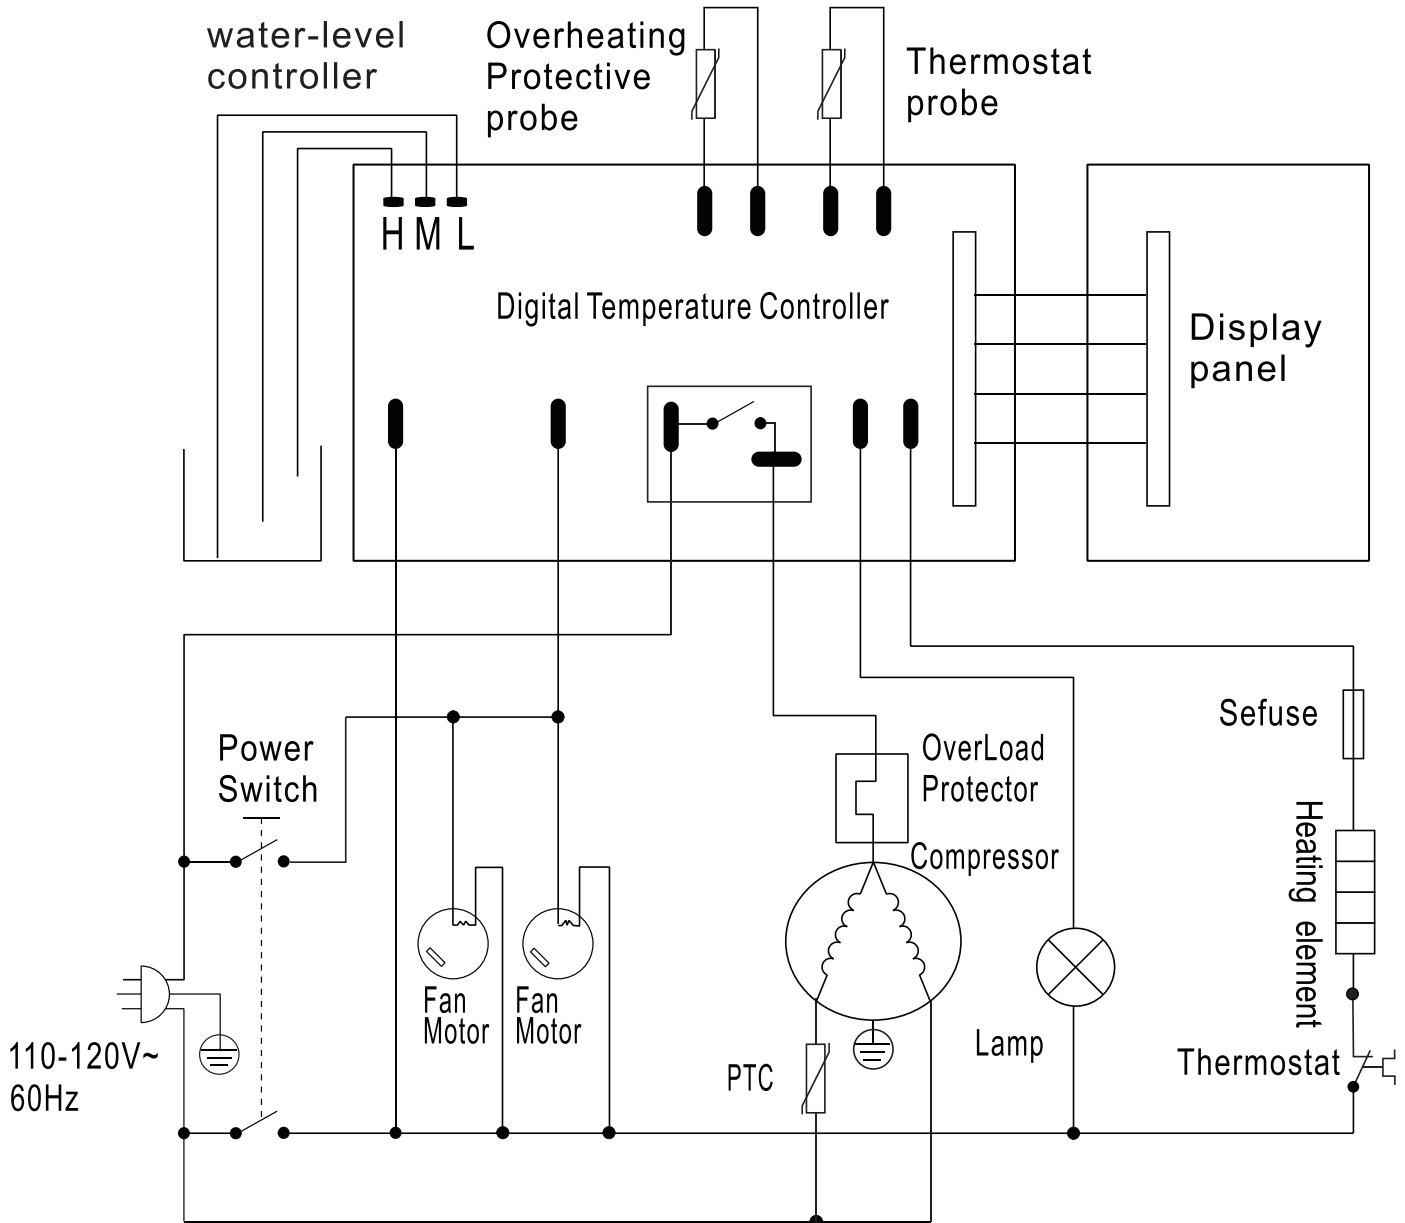 water-level
controller
Overheating
Protective
probe
Thermostat
probe
H M L
Digital Temperature Controller
Display
panel
Power
Switch
OverLoad
Protector
Compressor
Sefuse
Heating element
Fan
Motor
Fan
Motor
Lamp
PTC
Thermostat
110-120V~
60Hz